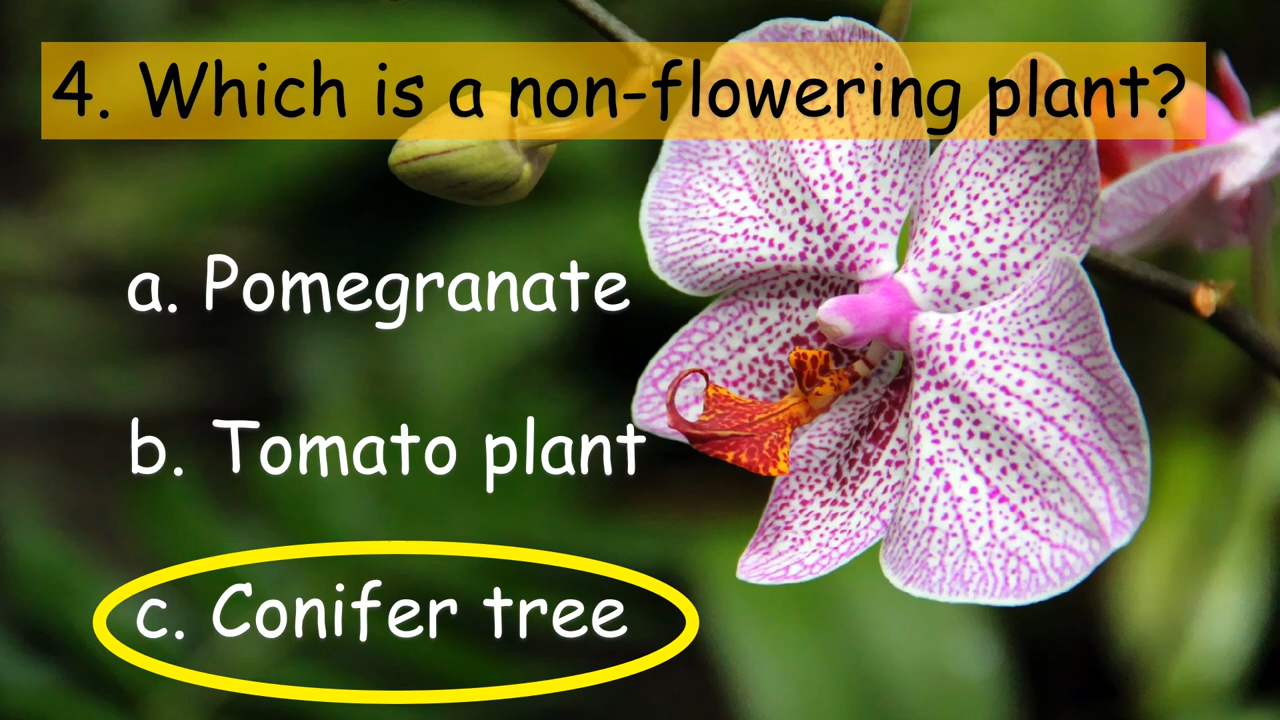 4. Which is a non-flowering plant?
a. Pomegranate
b. Tomato plant
c. Conifer tree